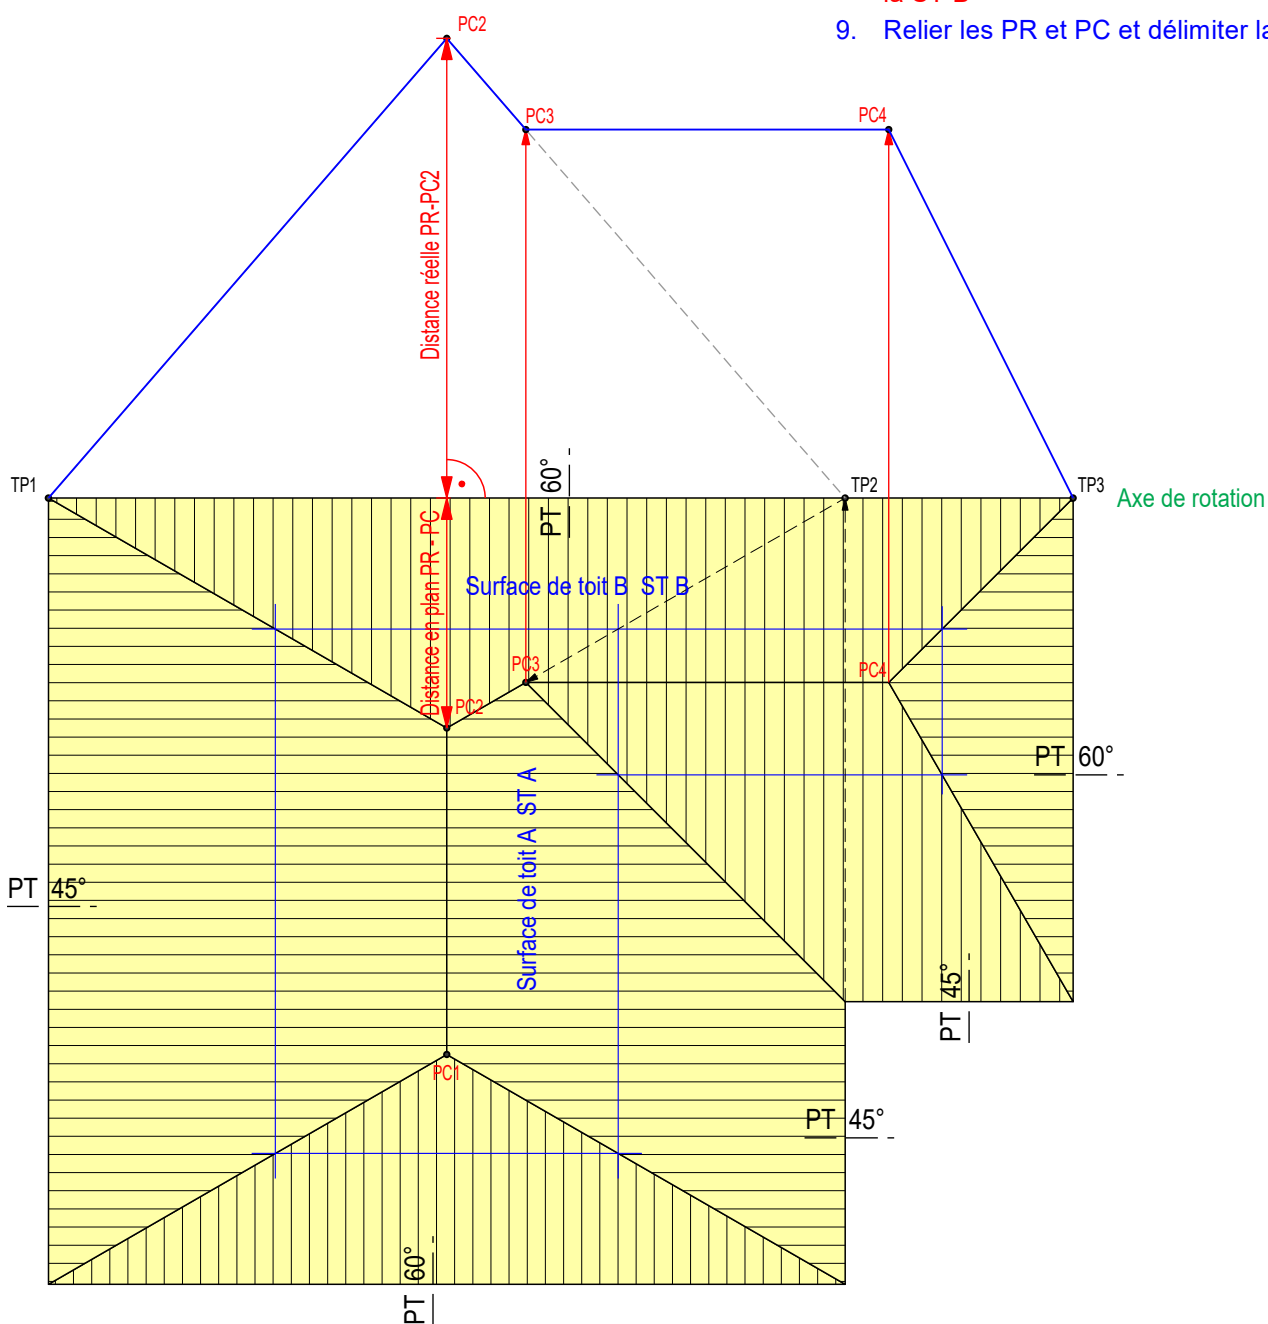 la ST B
9. Relier les PR et PC et délimiter la
PC2
PC3
PC4
Distance réelle PR-PC2
TP1
PT 60°
TP2
TP3
Axe de rotation
Distance en plan PR - PC
Surface de toit B ST B
PC3
PC4
PC2
PT 60°
Surface de toit A ST A
PT 45°
PT 45°
PC1
PT 45°
PT 60°